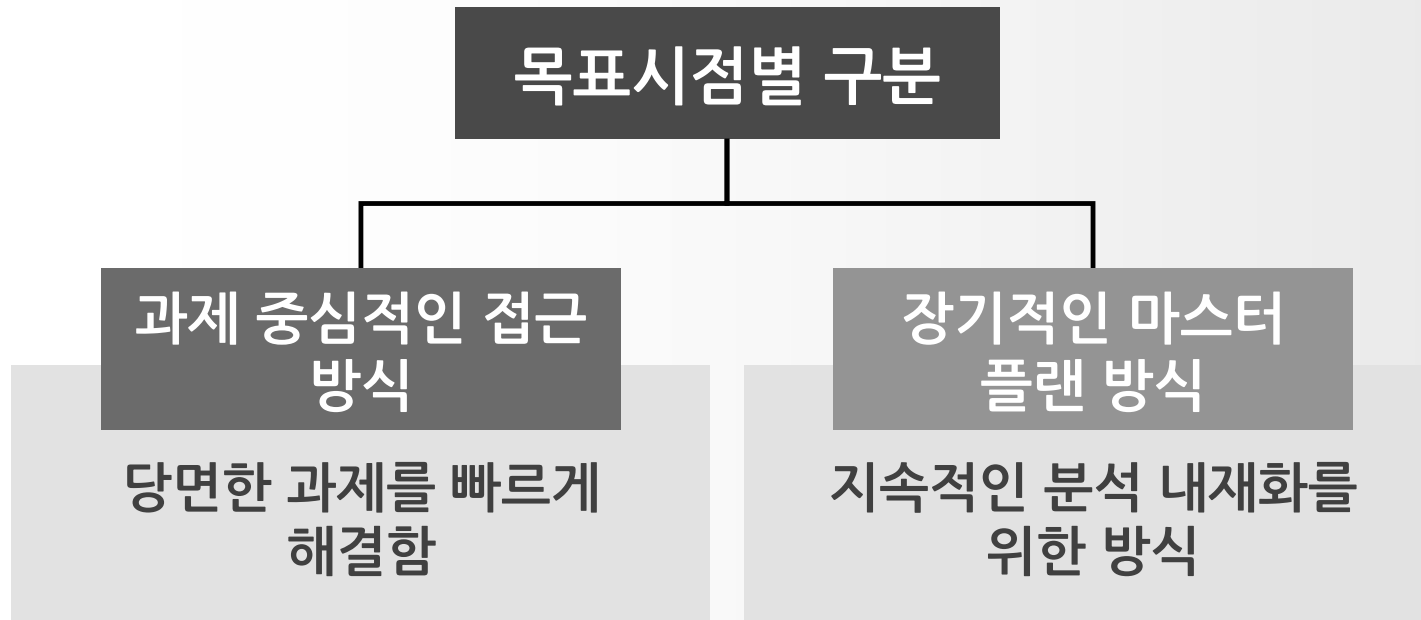 목표시점별 구분
과제 중심적인 접근
방식
당면한 과제를 빠르게
해결함
장기적인 마스터
플랜 방식
지속적인 분석 내재화를
위한 방식